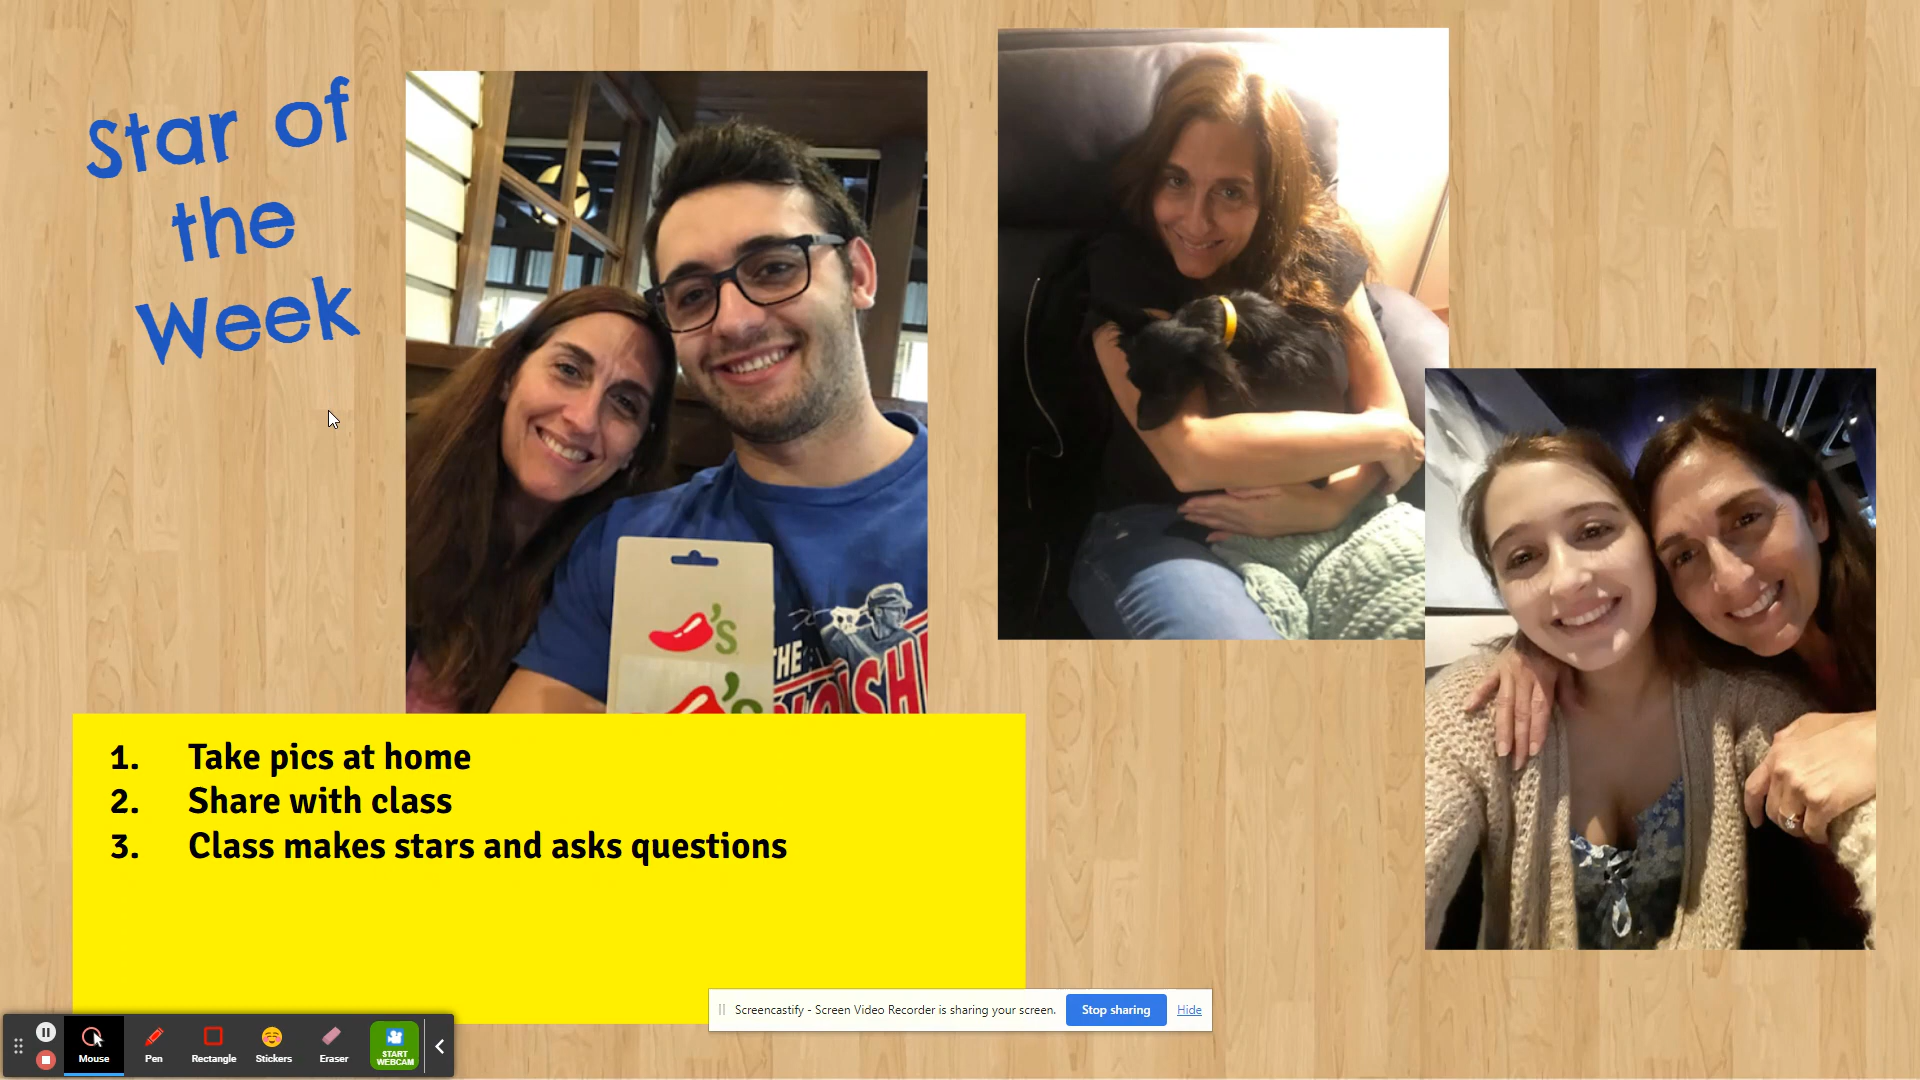 Star of
the
Week
's
's
THE
1. Take pics at home
2. Share with class
3. Class makes stars and asks questions
Screencastify - Screen Video Recorder is sharing your screen.
Stop sharing
Hide
Mouse
Pen
Rectangle
Stickers
Eraser
START
WEBCAM